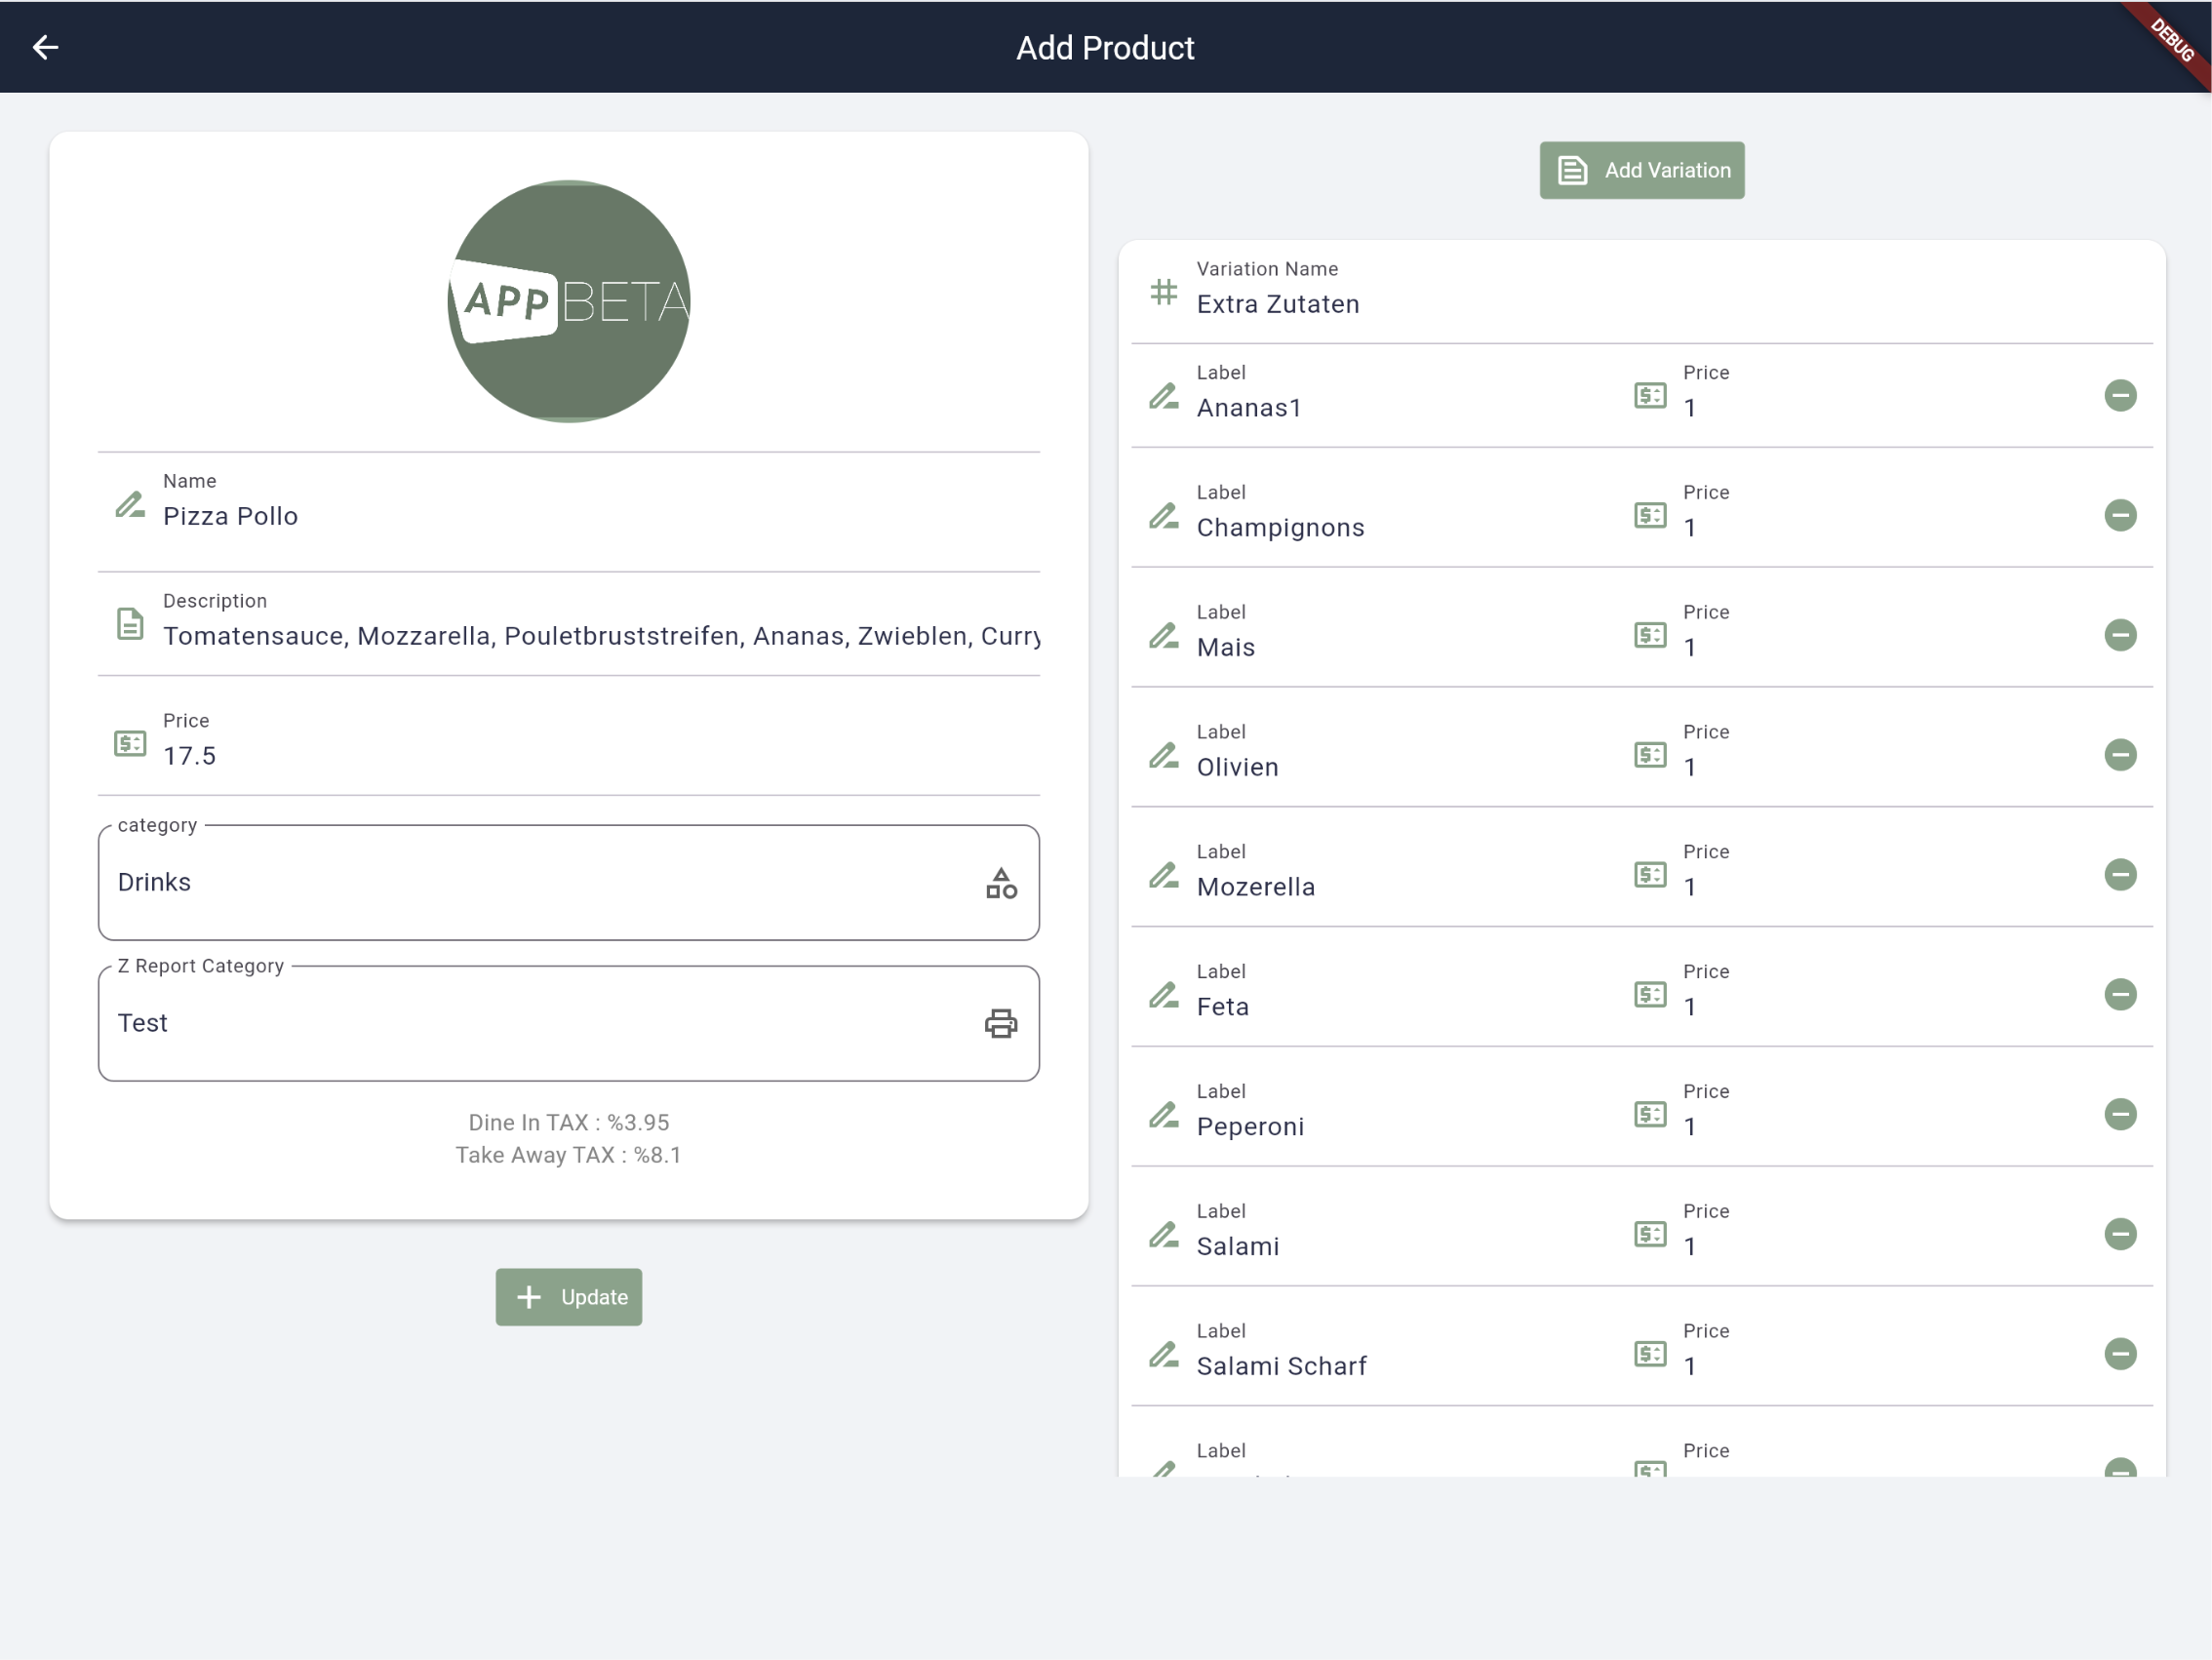 Add Product
DEBUG
APP BETA
Name
Pizza Pollo
Description
Tomatensauce, Mozzarella, Pouletbruststreifen, Ananas, Zwieblen, Curry
Price
17.5
category
Drinks
Z Report Category
Test
Dine In TAX : %3.95
Take Away TAX : %8.1
Update
Add Variation
Variation Name
Extra Zutaten
Label
Price
Ananas1
1
Label
Price
Champignons
1
Label
Price
Mais
1
Label
Price
Olivien
1
Label
Price
Mozerella
1
Label
Price
Feta
1
Label
Price
Peperoni
1
Label
Price
Salami
1
Label
Price
Salami Scharf
1
Label
Price